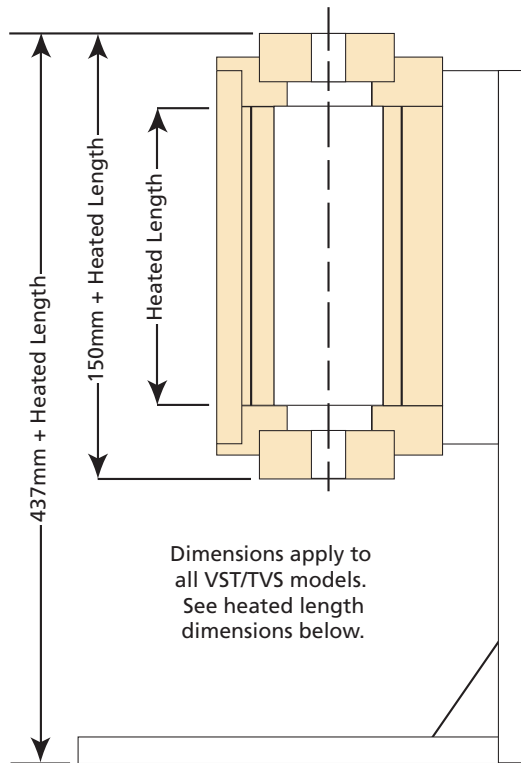 437mm + Heated Length
150mm + Heated Length
Heated Length
Dimensions apply to
all VST/TVS models.
See heated length
dimensions below.